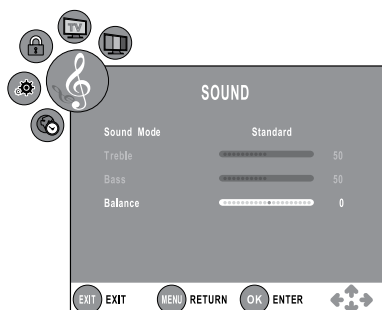 TV
SOUND
Sound Mode Standard
Treble 50
Bass 50
Balance 0
EXIT EXIT MENU RETURN OK ENTER